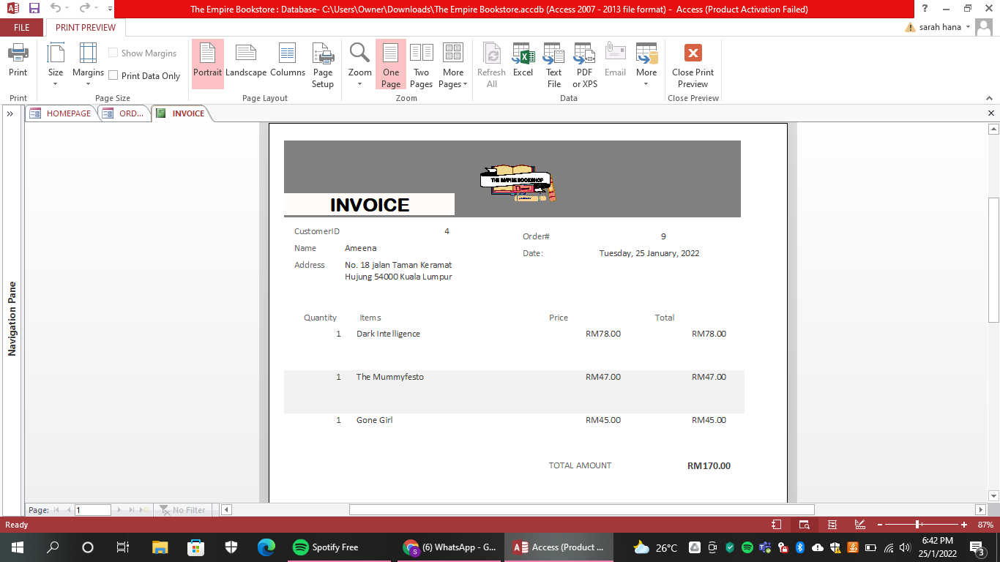 The Empire Bookstore : Database- C:\Users\Owner\Downloads\The Empire Bookstore.accdb (Access 2007 - 2013 file format) - Access (Product Activation Failed)
FILE PRINT PREVIEW sarah hana
Print Size Margins Show Margins Print Data Only Portrait Landscape Columns Page Setup Zoom One Page Two Pages More Pages Refresh All Excel Text File PDF or XPS Email More Close Print Preview
Print Page Size Page Layout Zoom Data Close Preview
HOMEPAGE ORD... INVOICE
Navigation Pane
THE EMPIRE BOOKSHOP
INVOICE
CustomerID 4
Order# 9
Name Ameena
Date: Tuesday, 25 January, 2022
Address No. 18 jalan Taman Keramat
Hujung 54000 Kuala Lumpur
Quantity Items Price Total
1 Dark Intelligence RM78.00 RM78.00
1 The Mummyfesto RM47.00 RM47.00
1 Gone Girl RM45.00 RM45.00
TOTAL AMOUNT RM170.00
Page: 1 No Filter
Ready 87%
Spotify Free (6) WhatsApp - G... Access (Product ... 26°C 6:42 PM
25/1/2022 3